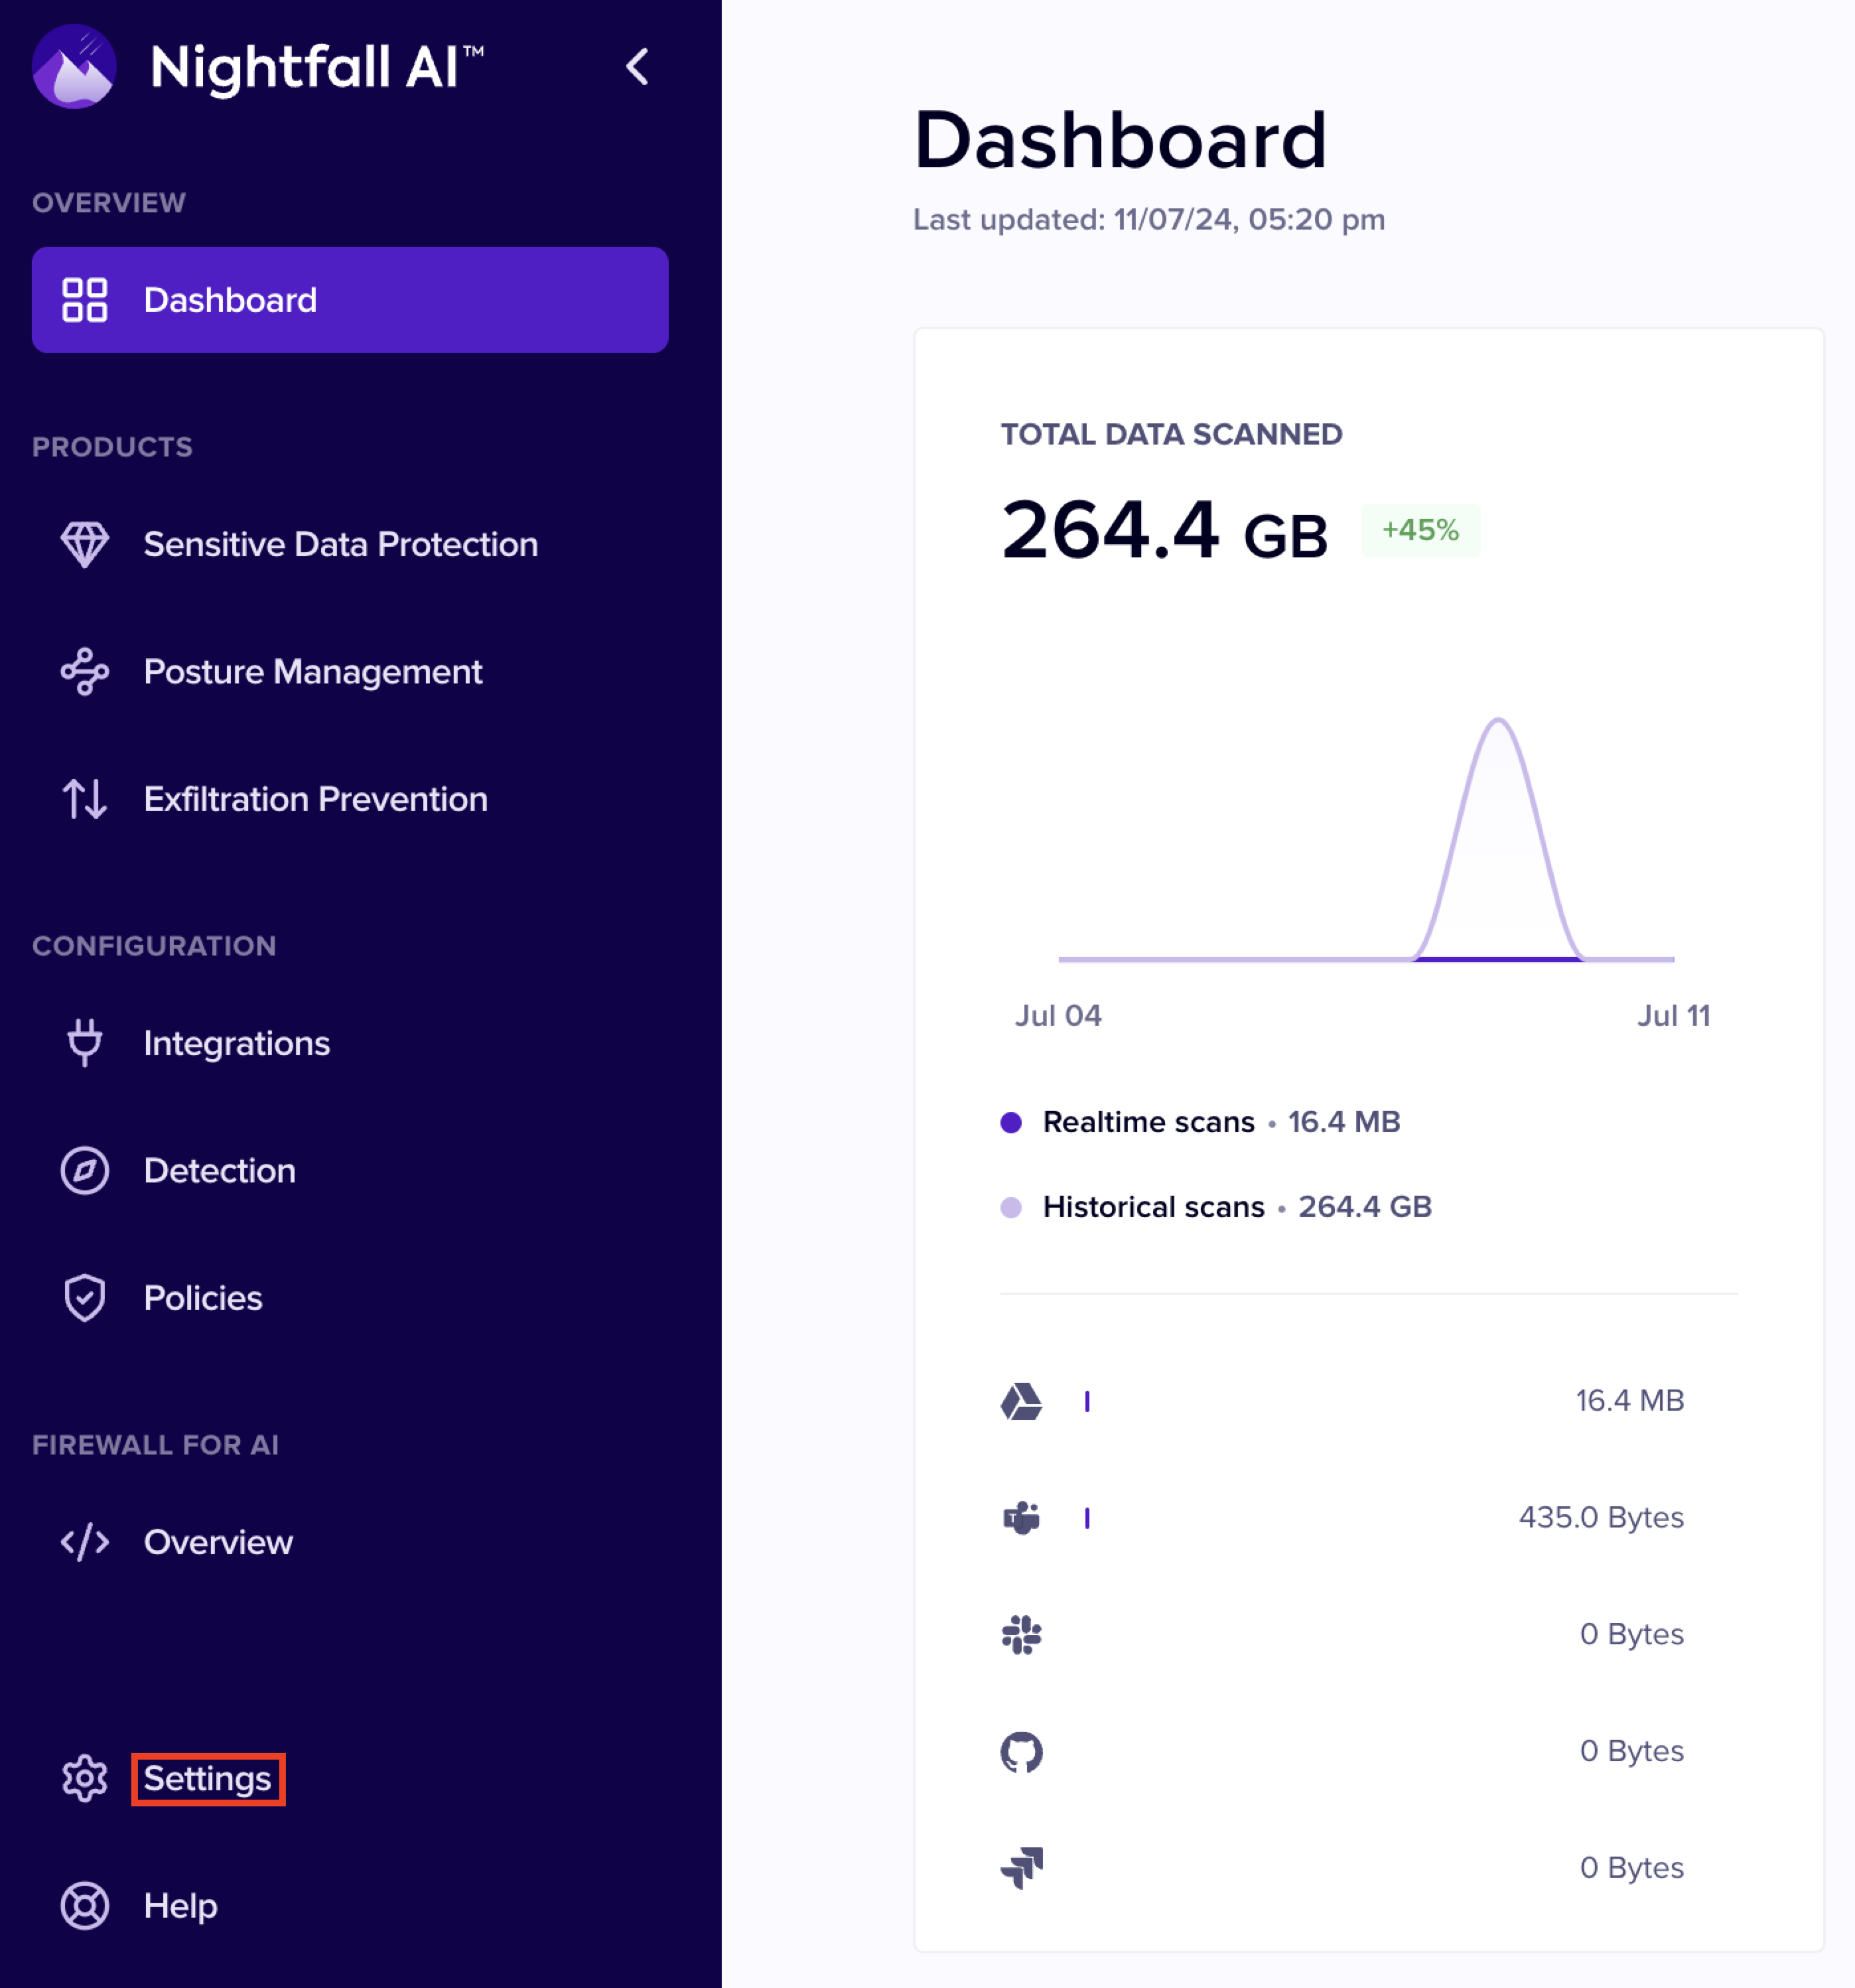 Nightfall AI™
OVERVIEW
Dashboard
PRODUCTS
Sensitive Data Protection
Posture Management
Exfiltration Prevention
CONFIGURATION
Integrations
Detection
Policies
FIREWALL FOR AI
Overview
Settings
Help
Dashboard
Last updated: 11/07/24, 05:20 pm
TOTAL DATA SCANNED
264.4 GB +45%
Jul 04 Jul 11
Realtime scans • 16.4 MB
Historical scans • 264.4 GB
16.4 MB
435.0 Bytes
0 Bytes
0 Bytes
0 Bytes